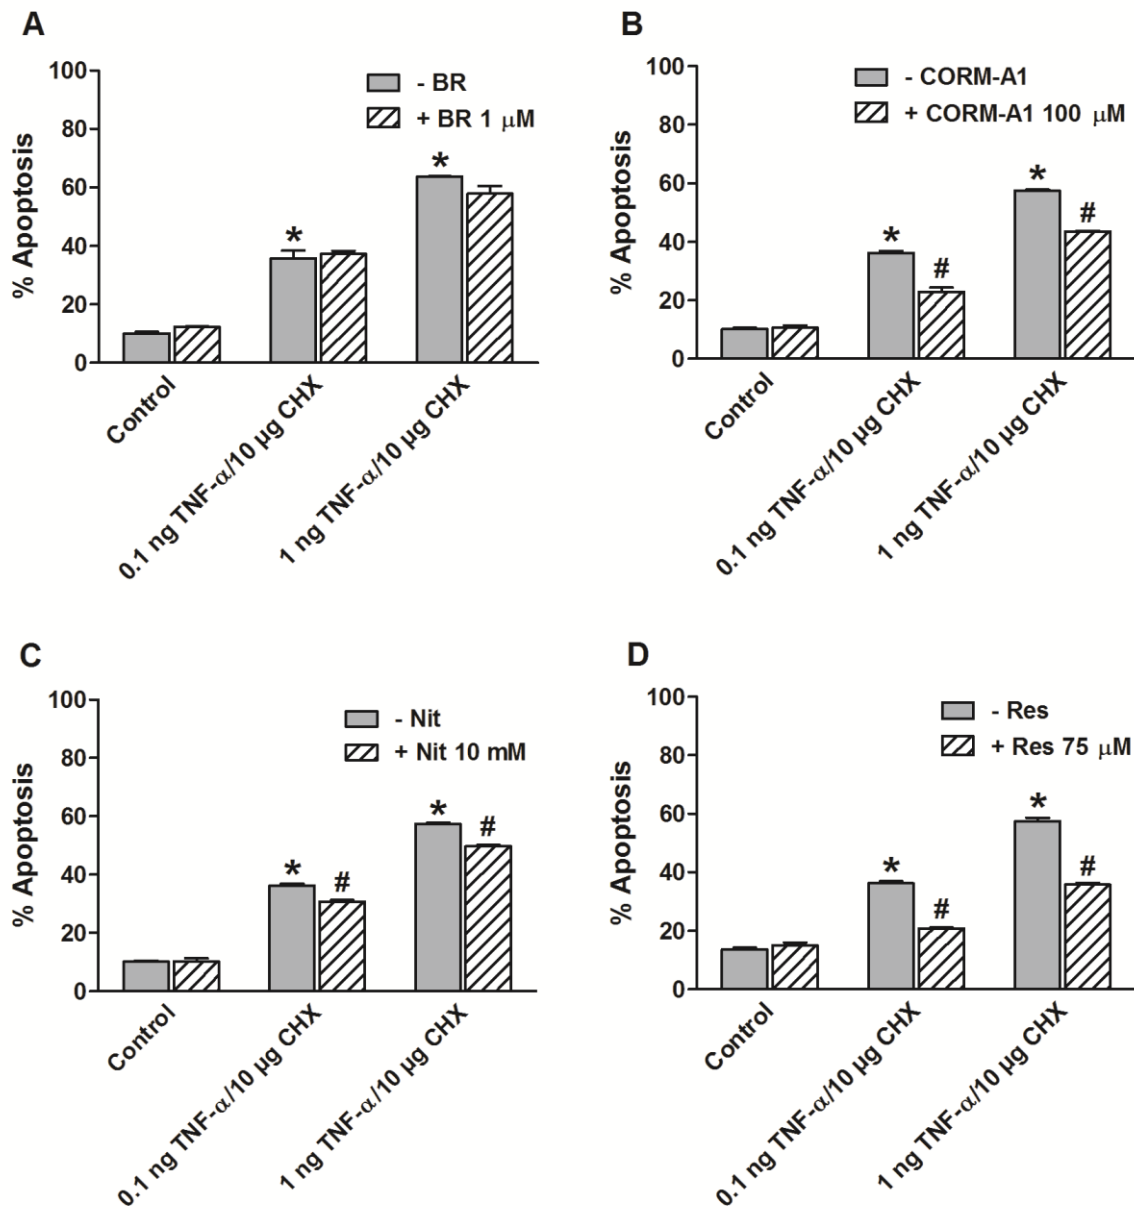 A
% Apoptosis
100
80
60
40
20
0
- BR
+ BR 1 μM
*
*
Control
0.1 ng TNF-α/10 μg CHX
1 ng TNF-α/10 μg CHX
B
% Apoptosis
100
80
60
40
20
0
- CORM-A1
+ CORM-A1 100 μM
*
#
*
#
Control
0.1 ng TNF-α/10 μg CHX
1 ng TNF-α/10 μg CHX
C
% Apoptosis
100
80
60
40
20
0
- Nit
+ Nit 10 mM
*
#
*
#
Control
0.1 ng TNF-α/10 μg CHX
1 ng TNF-α/10 μg CHX
D
% Apoptosis
100
80
60
40
20
0
- Res
+ Res 75 μM
*
#
*
#
Control
0.1 ng TNF-α/10 μg CHX
1 ng TNF-α/10 μg CHX